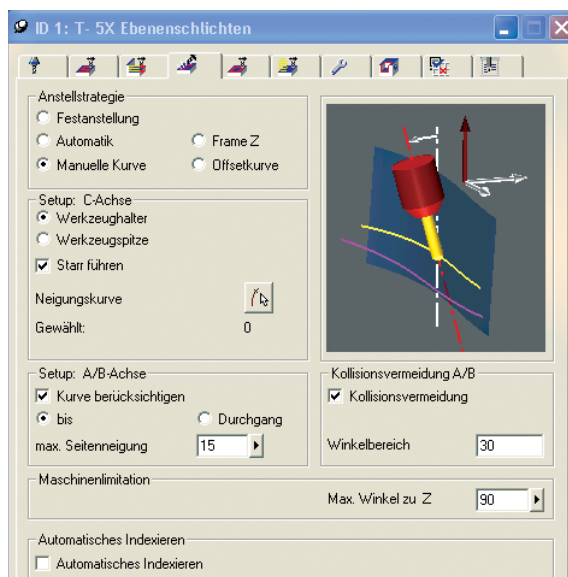 ID 1: T- 5X Ebenenschlichten
Anstellstrategie
Festanstellung
Automatik
Frame Z
Manuelle Kurve
Offsetkurve
Setup: C-Achse
Werkzeughalter
Werkzeugspitze
Starr führen
Neigungskurve
Gewählt: 0
Setup: A/B-Achse
Kurve berücksichtigen
bis
Durchgang
max. Seitenneigung 15
Kollisionsvermeidung A/B
Kollisionsvermeidung
Winkelbereich 30
Maschinenlimitation
Max. Winkel zu Z 90
Automatisches Indexieren
Automatisches Indexieren